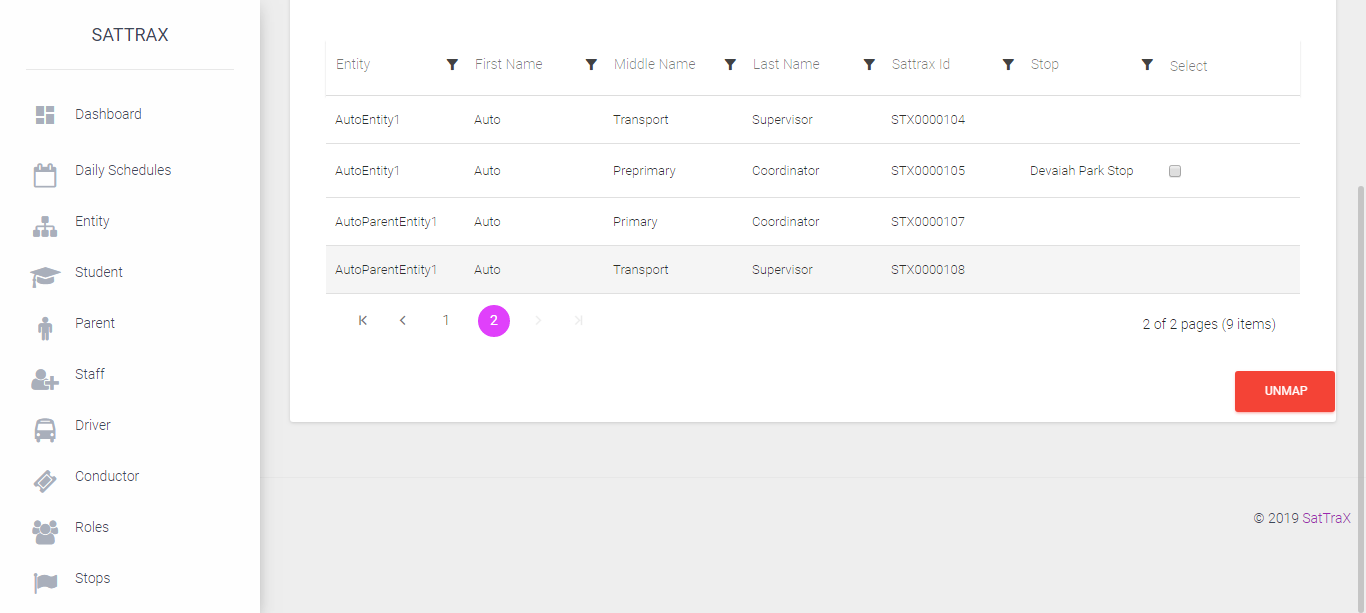 SATTRAX
Dashboard
Daily Schedules
Entity
Student
Parent
Staff
Driver
Conductor
Roles
Stops
Entity First Name Middle Name Last Name Sattrax Id Stop Select
AutoEntity1 Auto Transport Supervisor STX0000104
AutoEntity1 Auto Preprimary Coordinator STX0000105 Devaiah Park Stop
AutoParentEntity1 Auto Primary Coordinator STX0000107
AutoParentEntity1 Auto Transport Supervisor STX0000108
1 2
2 of 2 pages (9 items)
UNMAP
© 2019 SatTraX